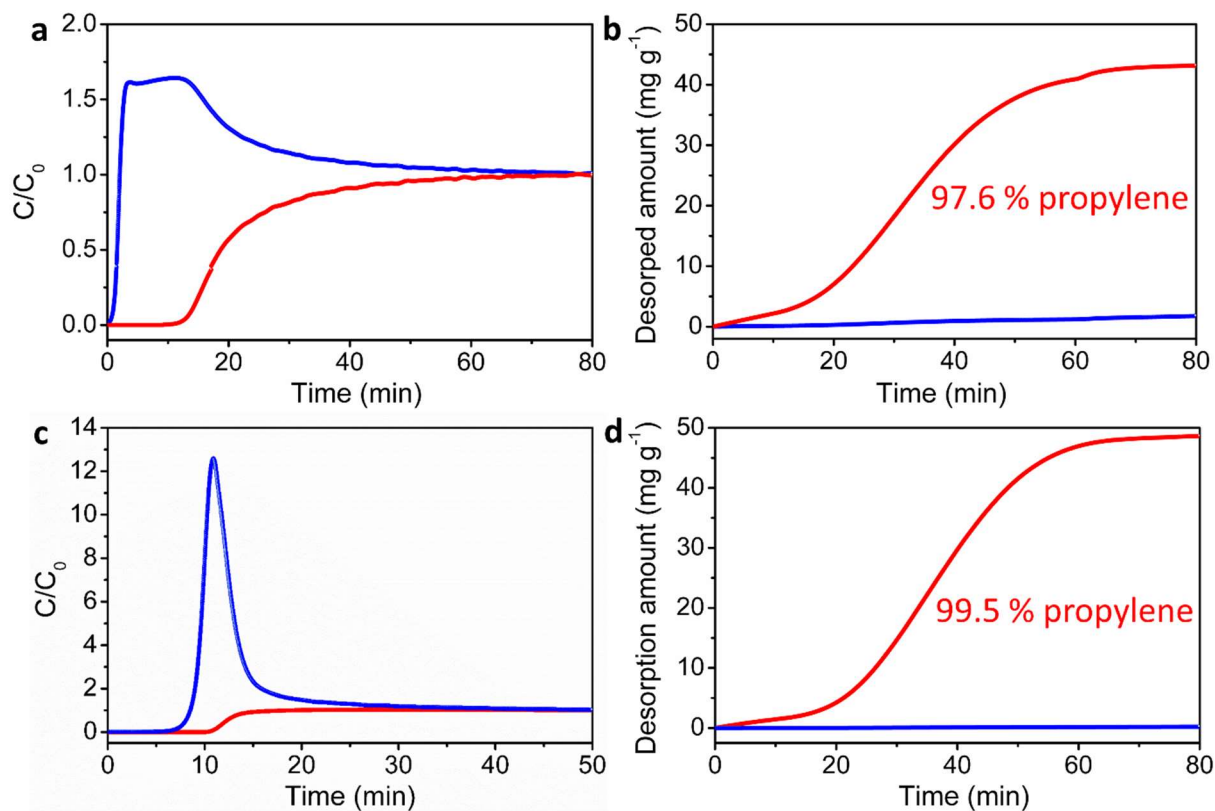 a
2.0
1.5
1.0
0.5
0.0
C/C₀
0 20 40 60 80
Time (min)
b
50
40
30
20
10
0
Desorped amount (mg g⁻¹)
97.6 % propylene
0 20 40 60 80
Time (min)
c
14
12
10
8
6
4
2
0
C/C₀
0 10 20 30 40 50
Time (min)
d
50
40
30
20
10
0
Desorption amount (mg g⁻¹)
99.5 % propylene
0 20 40 60 80
Time (min)